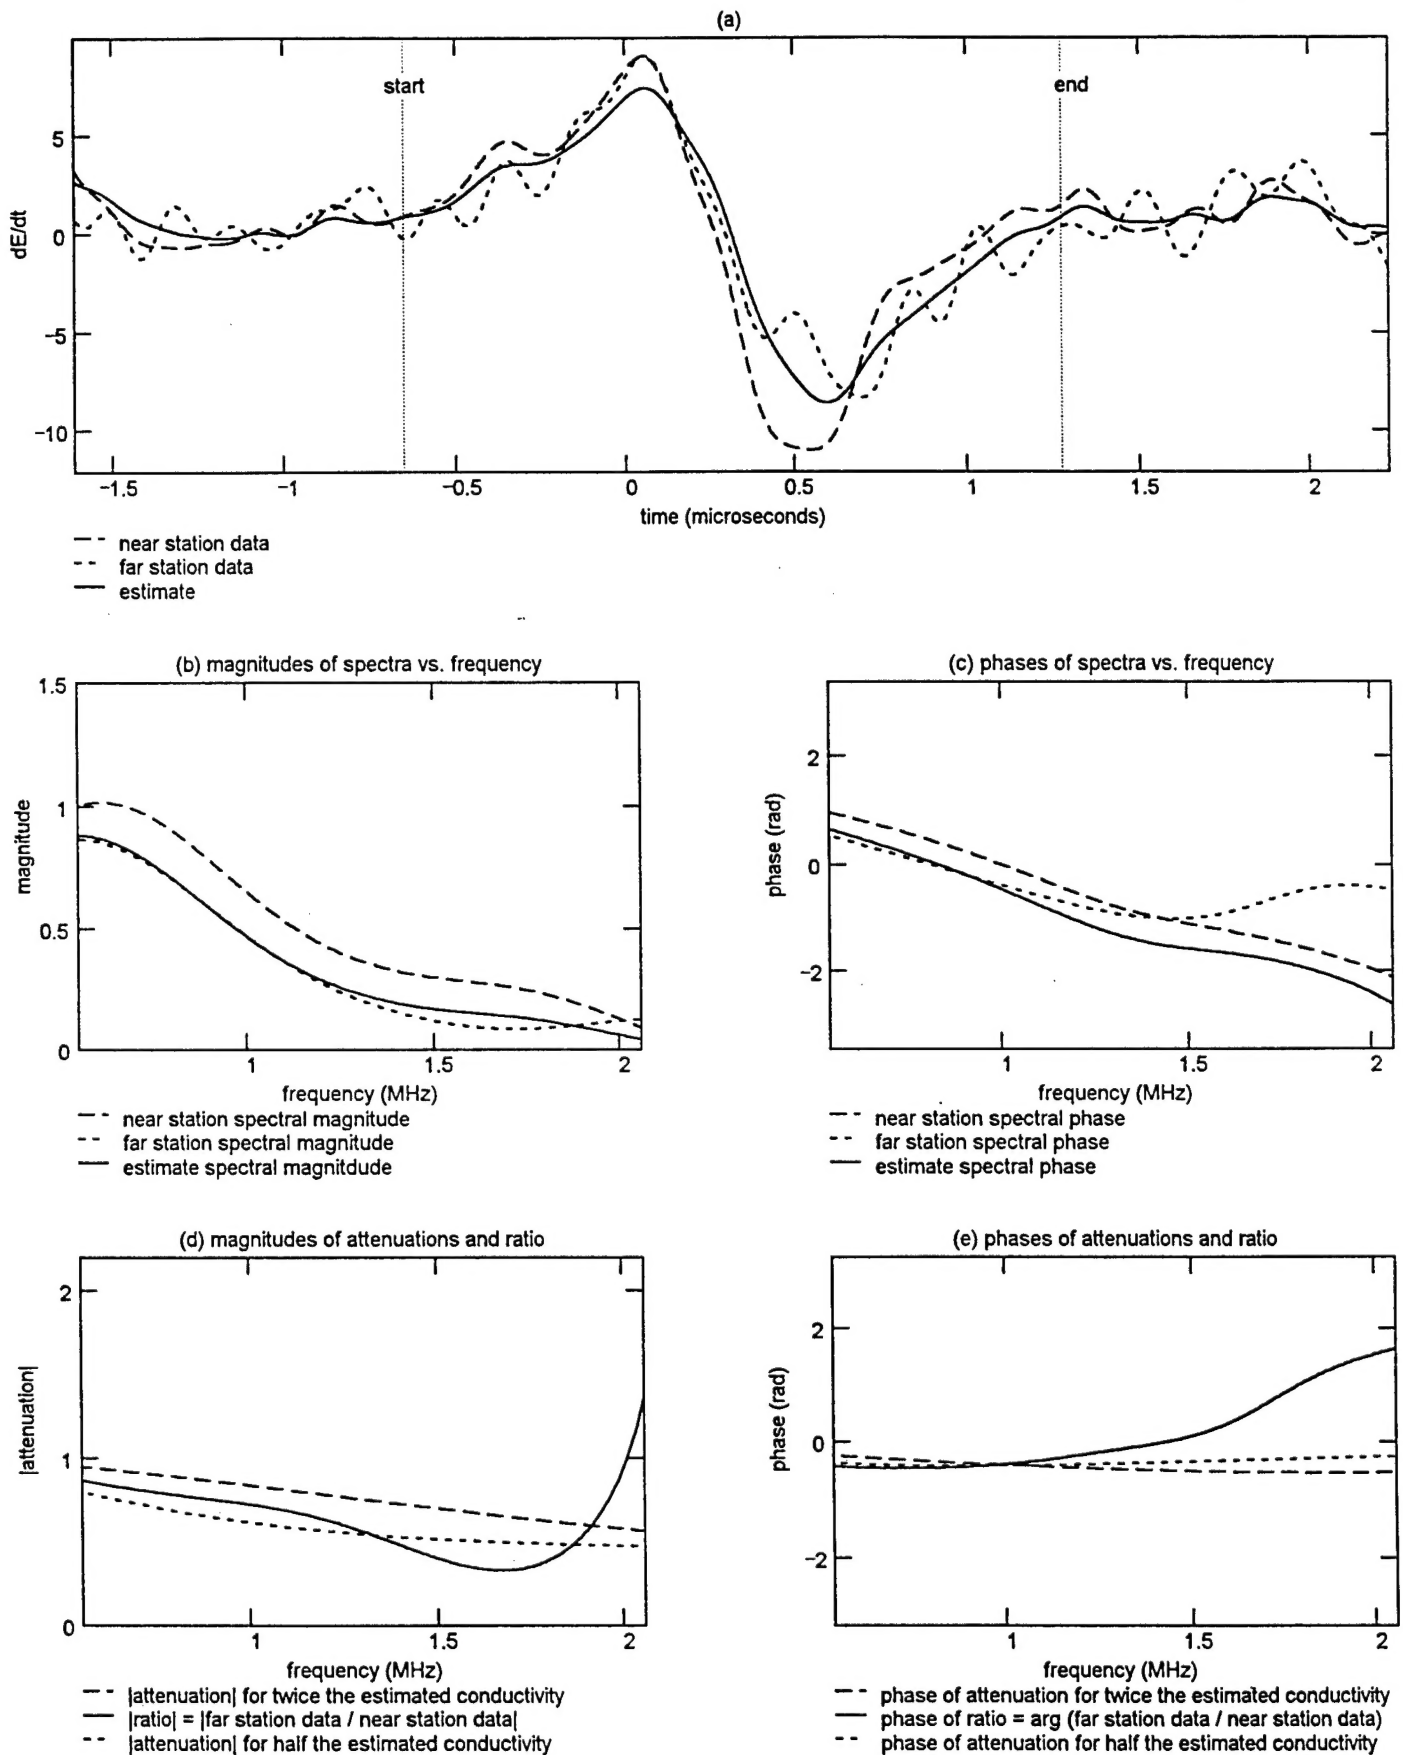 (a)
start
end
5
0
−5
−10
dE/dt
−1.5
−1
−0.5
0
0.5
1
1.5
2
time (microseconds)
near station data
far station data
estimate
(b) magnitudes of spectra vs. frequency
1.5
1
0.5
0
magnitude
1
1.5
2
frequency (MHz)
near station spectral magnitude
far station spectral magnitude
estimate spectral magnitdude
(c) phases of spectra vs. frequency
2
0
−2
phase (rad)
1
1.5
2
frequency (MHz)
near station spectral phase
far station spectral phase
estimate spectral phase
(d) magnitudes of attenuations and ratio
2
1
0
|attenuation|
1
1.5
2
frequency (MHz)
|attenuation| for twice the estimated conductivity
|ratio| = |far station data / near station data|
|attenuation| for half the estimated conductivity
(e) phases of attenuations and ratio
2
0
−2
phase (rad)
1
1.5
2
frequency (MHz)
phase of attenuation for twice the estimated conductivity
phase of ratio = arg (far station data / near station data)
phase of attenuation for half the estimated conductivity